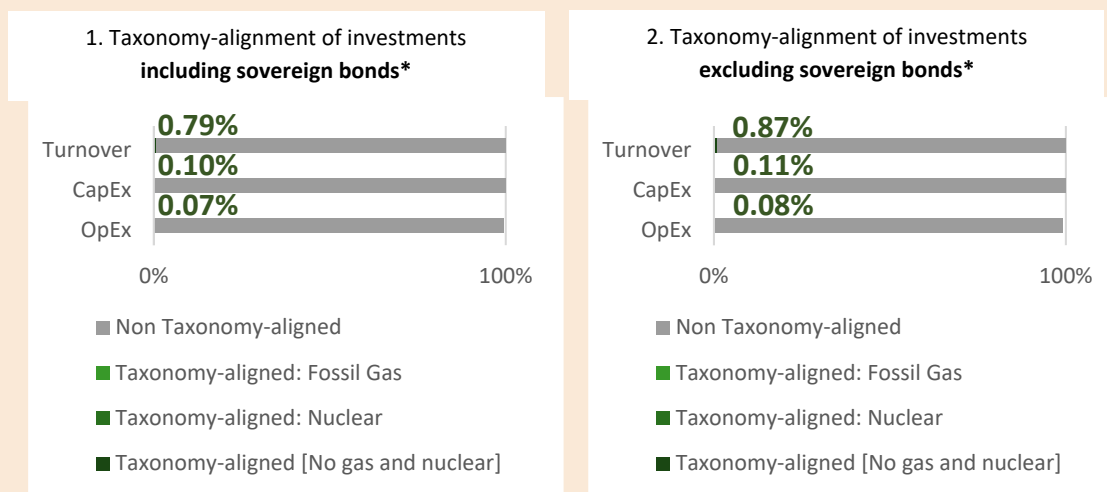 1. Taxonomy-alignment of investments
including sovereign bonds*
0.79%
Turnover
0.10%
CapEx
0.07%
OpEx
0%
100%
Non Taxonomy-aligned
Taxonomy-aligned: Fossil Gas
Taxonomy-aligned: Nuclear
Taxonomy-aligned [No gas and nuclear]
2. Taxonomy-alignment of investments
excluding sovereign bonds*
0.87%
Turnover
0.11%
CapEx
0.08%
OpEx
0%
100%
Non Taxonomy-aligned
Taxonomy-aligned: Fossil Gas
Taxonomy-aligned: Nuclear
Taxonomy-aligned [No gas and nuclear]